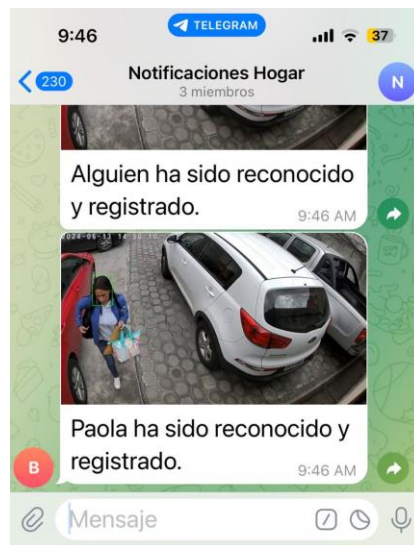 9:46
TELEGRAM
37
230
Notificaciones Hogar
3 miembros
N
Alguien ha sido reconocido
y registrado.
9:46 AM
Paola ha sido reconocido y
registrado.
9:46 AM
B
Mensaje